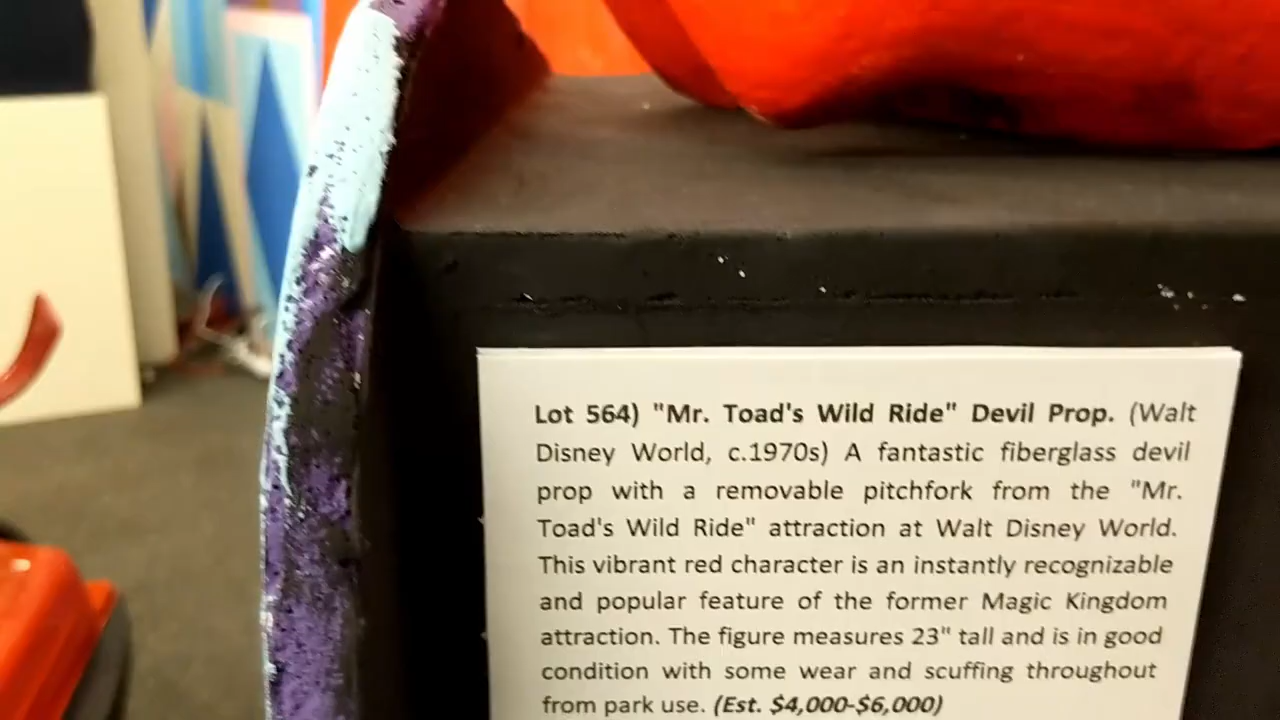 Lot 564) "Mr. Toad's Wild Ride" Devil Prop. (Walt
Disney World, c.1970s) A fantastic fiberglass devil
prop with a removable pitchfork from the "Mr.
Toad's Wild Ride" attraction at Walt Disney World.
This vibrant red character is an instantly recognizable
and popular feature of the former Magic Kingdom
attraction. The figure measures 23" tall and is in good
condition with some wear and scuffing throughout
from park use. (Est. $4,000-$6,000)